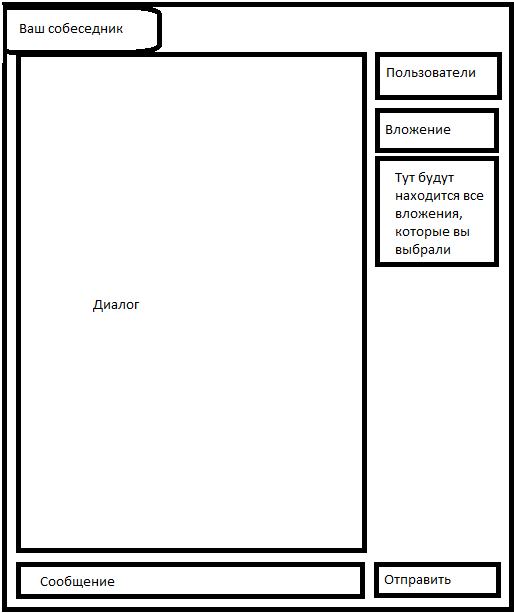 Ваш собеседник
Пользователи
Вложение
Тут будут
находится все
вложения,
которые вы
выбрали
Диалог
Сообщение
Отправить